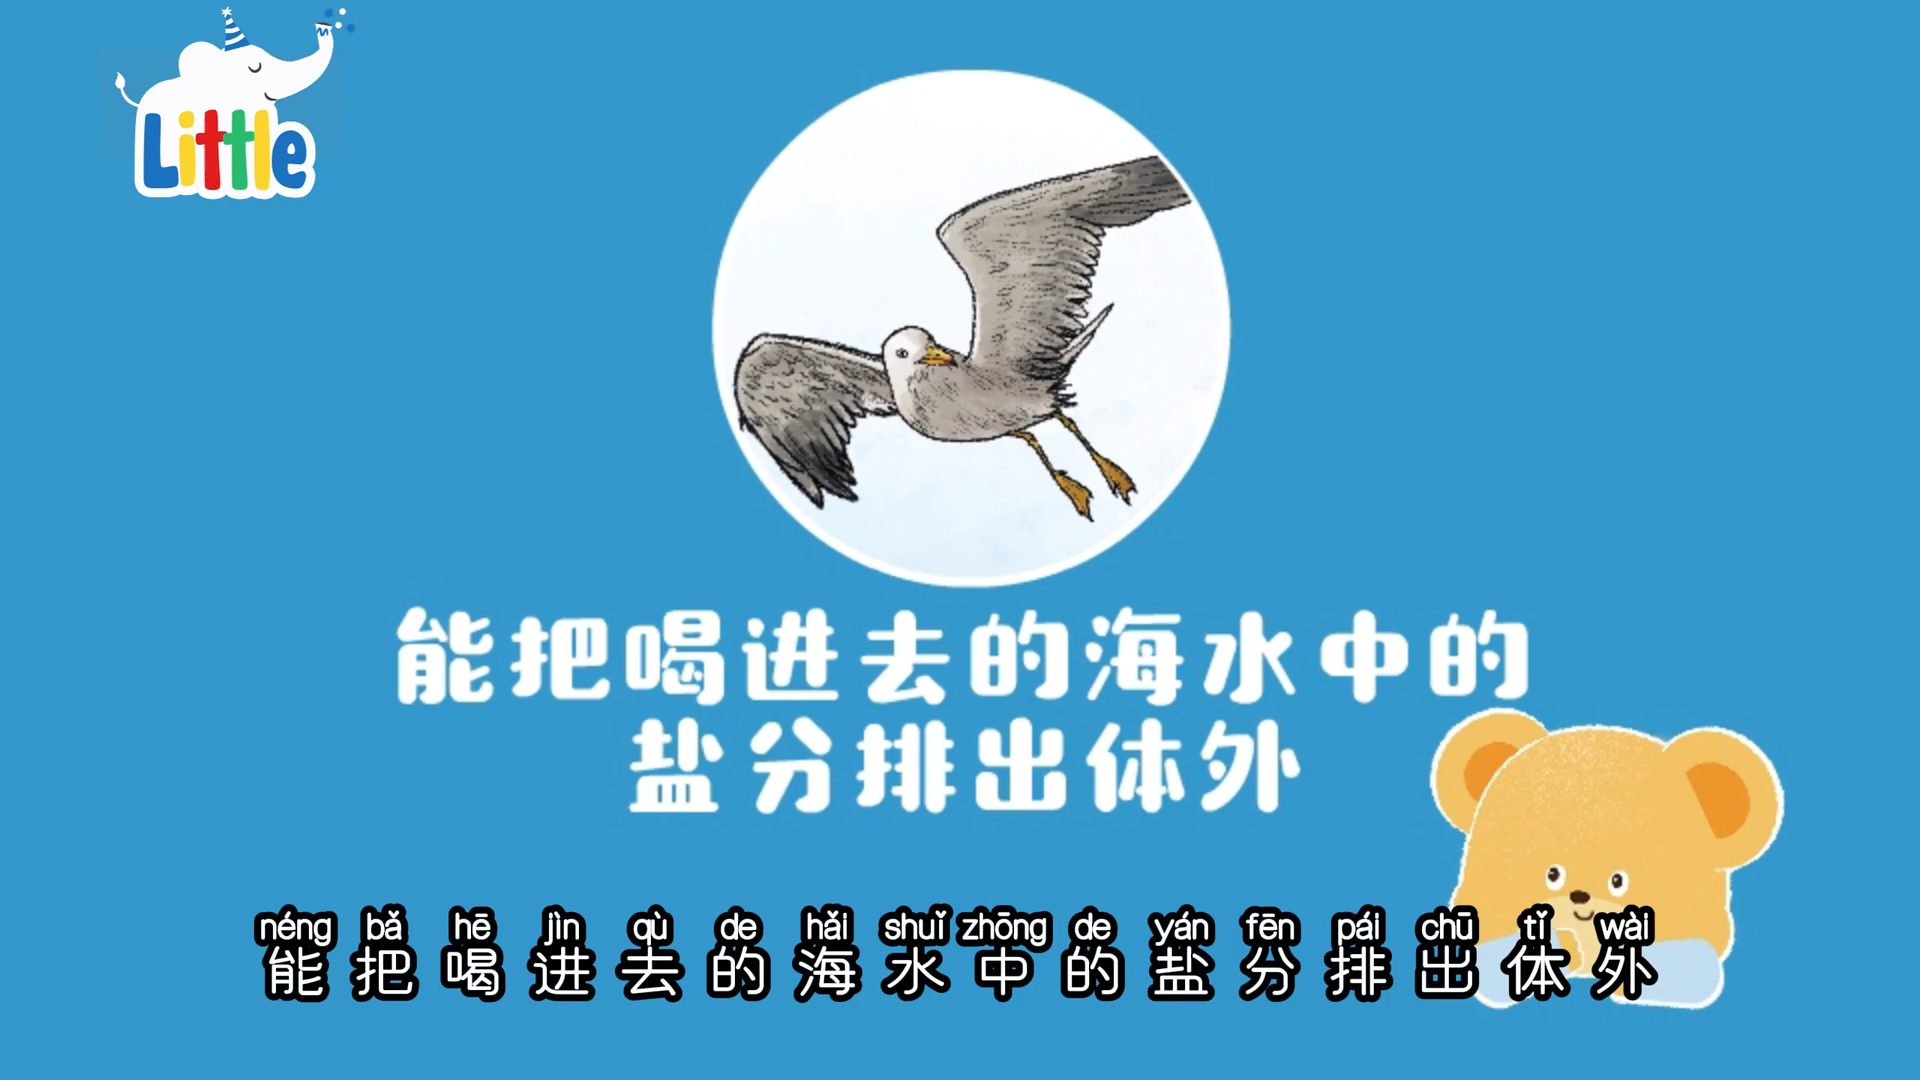 Little
能把喝进去的海水中的
盐分排出体外
néng bǎ hē jìn qù de hǎi shuǐ zhōng de yán fēn pái chū tǐ wài
能把喝进去的海水中的盐分排出体外